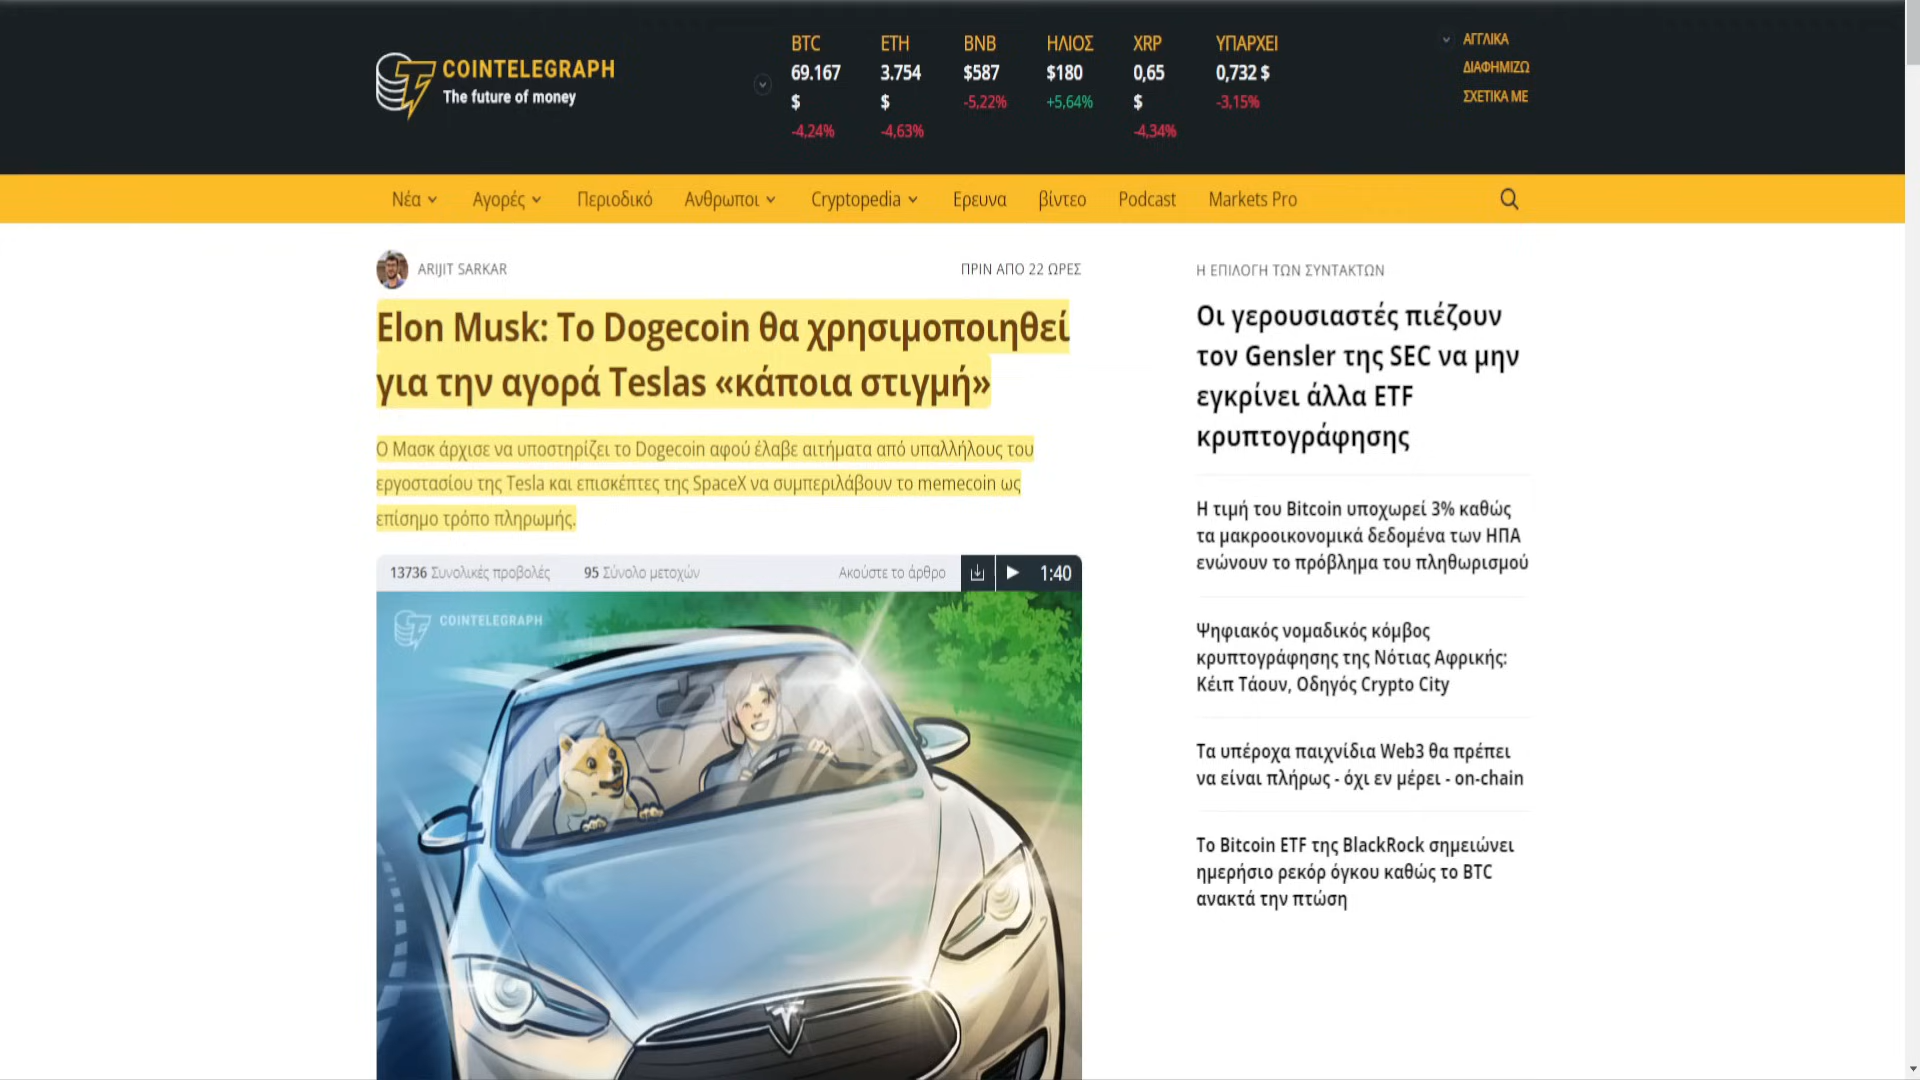 COINTELEGRAPH
The future of money
BTC
69.167
$
-4,24%
ETH
3.754
$
-4,63%
BNB
$587
-5,22%
ΗΛΙΟΣ
$180
+5,64%
XRP
0,65
$
-4,34%
ΥΠΑΡΧΕΙ
0,732 $
-3,15%
ΑΓΓΛΙΚΑ
ΔΙΑΦΗΜΙΖΩ
ΣΧΕΤΙΚΑ ΜΕ
Νέα Αγορές Περιοδικό Ανθρωποι Cryptopedia Ερευνα βίντεο Podcast Markets Pro
ARIJIT SARKAR
ΠΡΙΝ ΑΠΟ 22 ΩΡΕΣ
Elon Musk: Το Dogecoin θα χρησιμοποιηθεί
για την αγορά Teslas «κάποια στιγμή»
Ο Μασκ άρχισε να υποστηρίζει το Dogecoin αφού έλαβε αιτήματα από υπαλλήλους του
εργοστασίου της Tesla και επισκέπτες της SpaceX να συμπεριλάβουν το memecoin ως
επίσημο τρόπο πληρωμής.
13736 Συνολικές προβολές 95 Σύνολο μετοχών Ακούστε το άρθρο 1:40
COINTELEGRAPH
Η ΕΠΙΛΟΓΗ ΤΩΝ ΣΥΝΤΑΚΤΩΝ
Οι γερουσιαστές πιέζουν
τον Gensler της SEC να μην
εγκρίνει άλλα ETF
κρυπτογράφησης
Η τιμή του Bitcoin υποχωρεί 3% καθώς
τα μακροοικονομικά δεδομένα των ΗΠΑ
ενώνουν το πρόβλημα του πληθωρισμού
Ψηφιακός νομαδικός κόμβος
κρυπτογράφησης της Νότιας Αφρικής:
Κέιπ Τάουν, Οδηγός Crypto City
Τα υπέροχα παιχνίδια Web3 θα πρέπει
να είναι πλήρως - όχι εν μέρει - on-chain
Το Bitcoin ETF της BlackRock σημειώνει
ημερήσιο ρεκόρ όγκου καθώς το BTC
ανακτά την πτώση